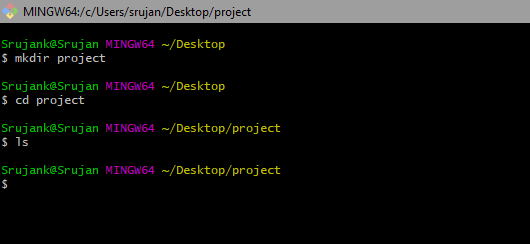 MINGW64:/c/Users/srujan/Desktop/project
Srujank@Srujan MINGW64 ~/Desktop
$ mkdir project
Srujank@Srujan MINGW64 ~/Desktop
$ cd project
Srujank@Srujan MINGW64 ~/Desktop/project
$ ls
Srujank@Srujan MINGW64 ~/Desktop/project
$